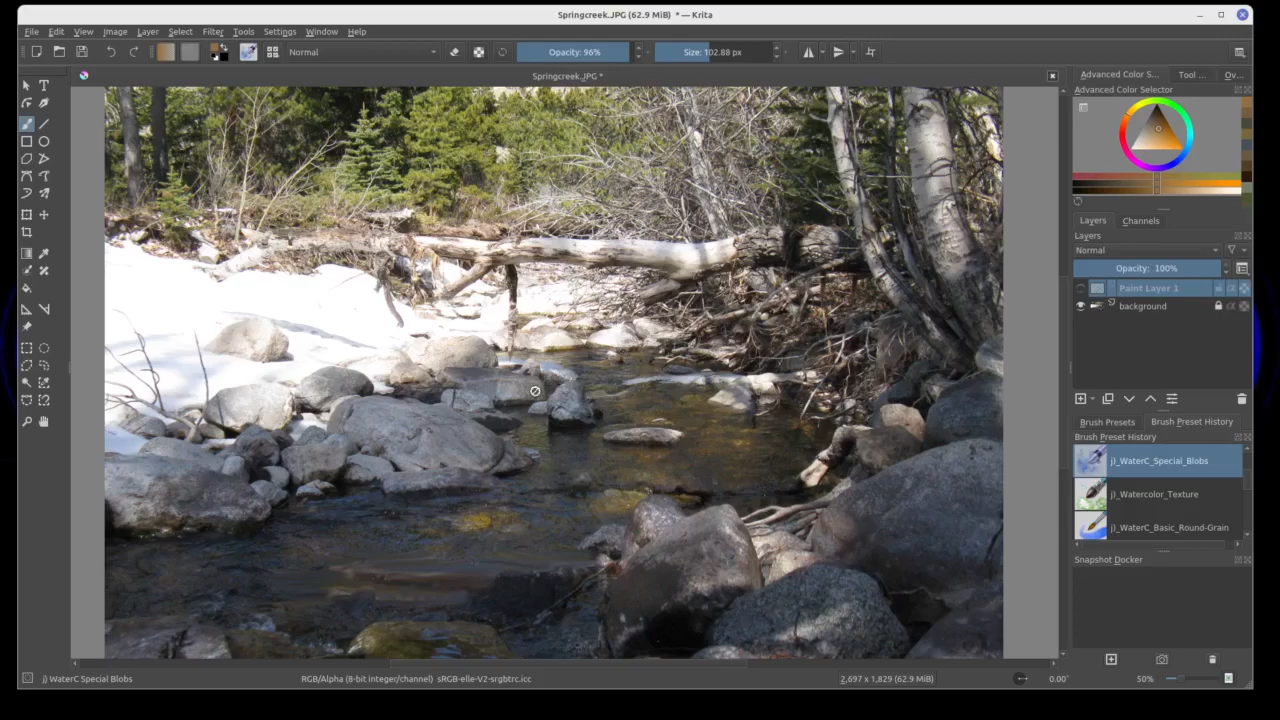 Springcreek.JPG (62.9 MiB) * — Krita
File Edit View Image Layer Select Filter Tools Settings Window Help
Normal
Opacity: 96%
Size: 102.88 px
Springcreek.JPG *
Advanced Color S... Tool ... Ov...
Advanced Color Selector
Layers Channels
Layers
Normal
Opacity: 100%
Paint Layer 1
background
Brush Presets Brush Preset History
Brush Preset History
j)_WaterC_Special_Blobs
j)_Watercolor_Texture
j)_WaterC_Basic_Round-Grain
Snapshot Docker
j) WaterC Special Blobs
RGB/Alpha (8-bit integer/channel) sRGB-elle-V2-srgbtrc.icc
2,697 x 1,829 (62.9 MiB)
0.00°
50%